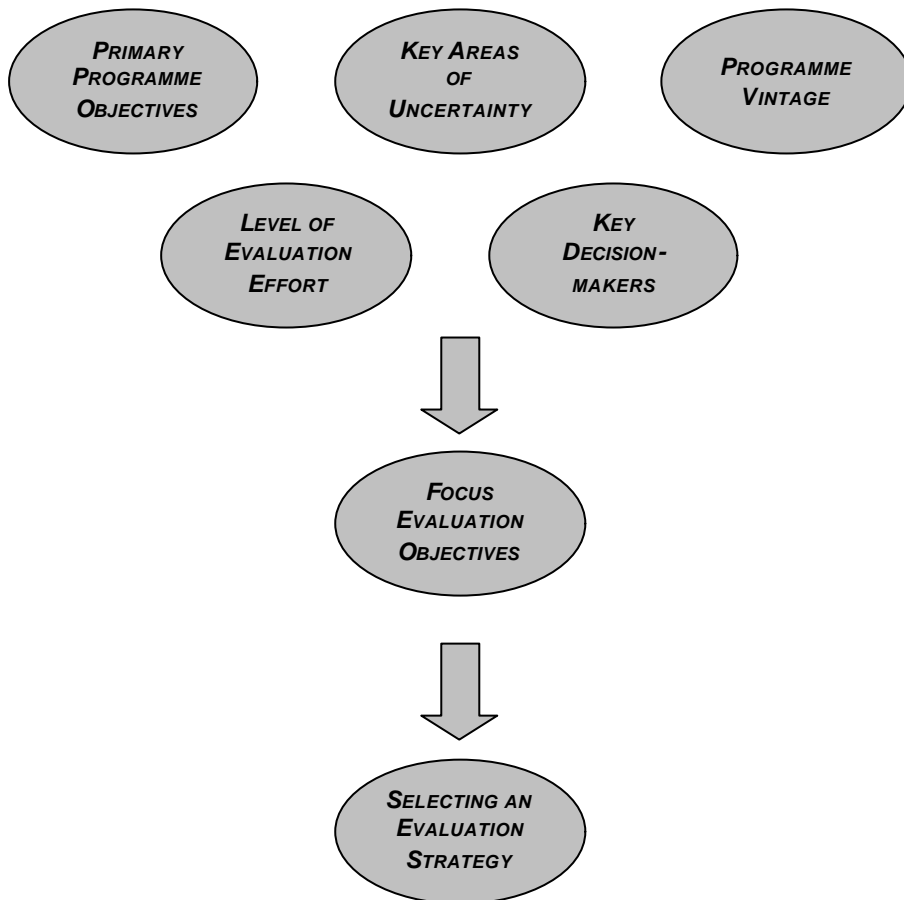 PRIMARY
PROGRAMME
OBJECTIVES
KEY AREAS
OF
UNCERTAINTY
PROGRAMME
VINTAGE
LEVEL OF
EVALUATION
EFFORT
KEY
DECISION-
MAKERS
FOCUS
EVALUATION
OBJECTIVES
SELECTING AN
EVALUATION
STRATEGY